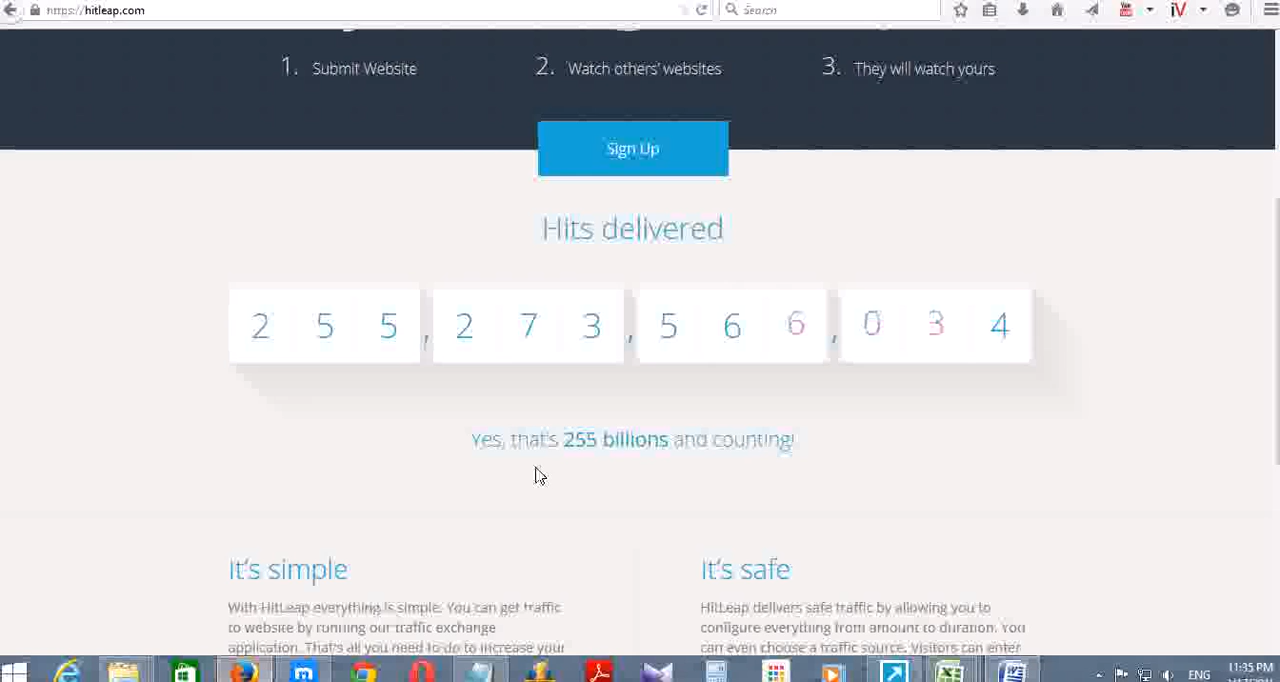 https://hitleap.com
Search
1. Submit Website
2. Watch others' websites
3. They will watch yours
Sign Up
Hits delivered
255,273,566,034
Yes, that's 255 billions and counting!
It's simple
With HitLeap everything is simple. You can get traffic
to website by running our traffic exchange
application. That's all you need to do to increase your
It's safe
HitLeap delivers safe traffic by allowing you to
configure everything from amount to duration. You
can even choose a traffic source. Visitors can enter
ENG
11:35 PM